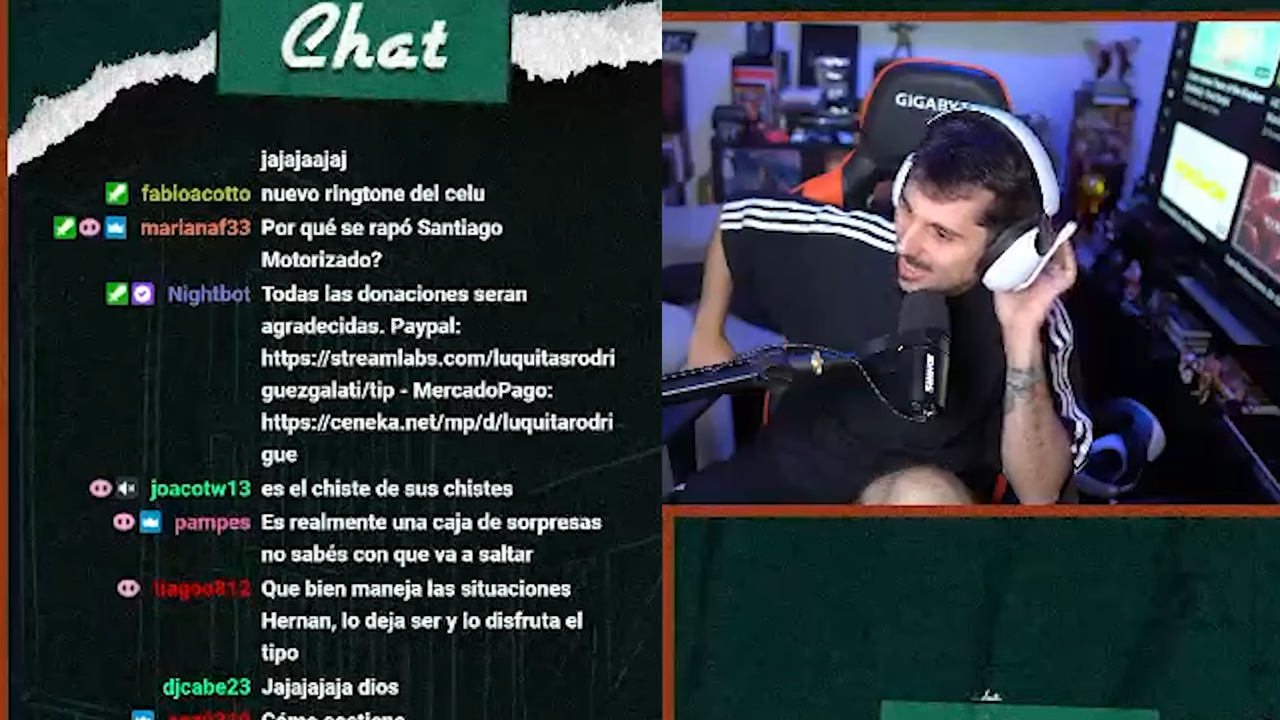 Chat
jajajaajaj
fabioacotto nuevo ringtone del celu
marianaf33 Por qué se rapó Santiago
Motorizado?
Nightbot Todas las donaciones seran
agradecidas. Paypal:
https://streamlabs.com/luquitasrodri
guezgalati/tip - MercadoPago:
https://ceneka.net/mp/d/luquitarodri
gue
joacotw13 es el chiste de sus chistes
pampes Es realmente una caja de sorpresas
no sabés con que va a saltar
tiagoo812 Que bien maneja las situaciones
Hernan, lo deja ser y lo disfruta el
tipo
djcabe23 Jajajajaja dios
GIGABYTE
SHURE